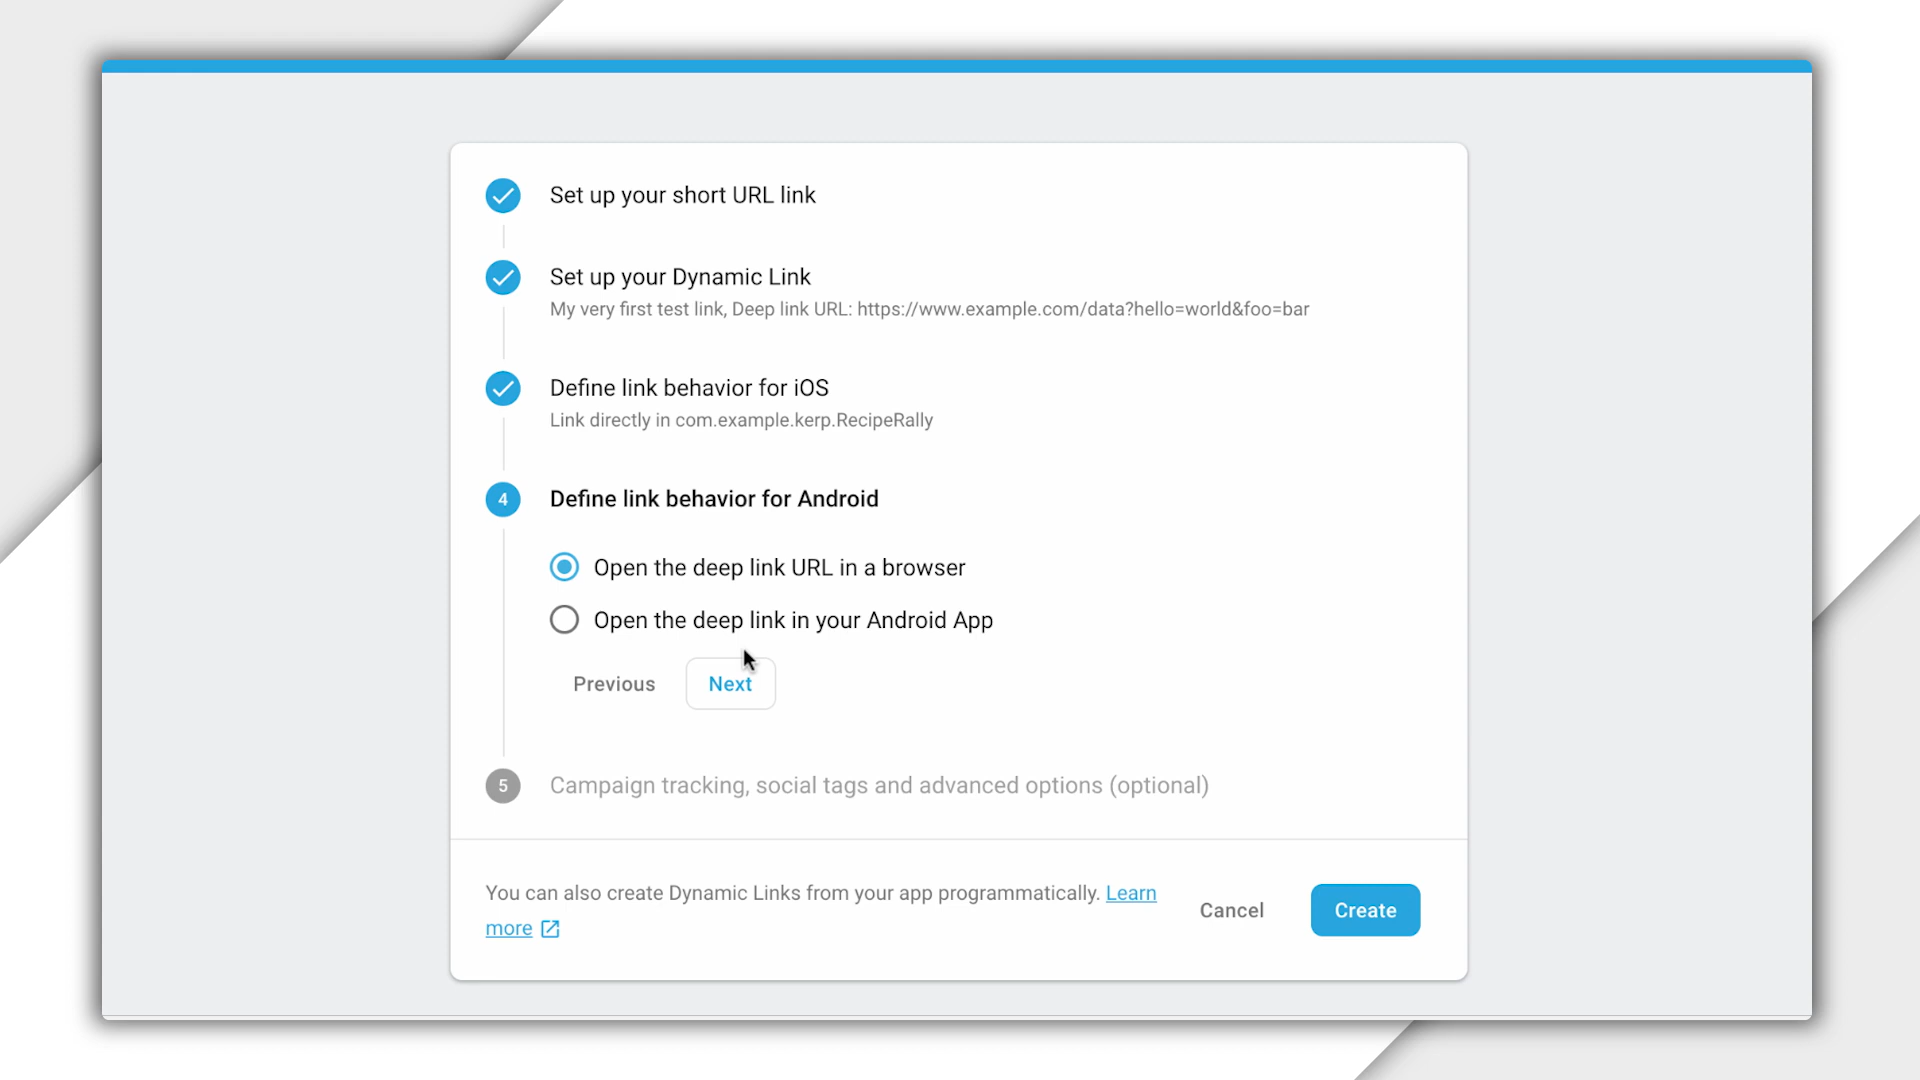 Set up your short URL link
Set up your Dynamic Link
My very first test link, Deep link URL: https://www.example.com/data?hello=world&foo=bar
Define link behavior for iOS
Link directly in com.example.kerp.RecipeRally
4
Define link behavior for Android
Open the deep link URL in a browser
Open the deep link in your Android App
Previous
Next
5
Campaign tracking, social tags and advanced options (optional)
You can also create Dynamic Links from your app programmatically. Learn
more
Cancel
Create